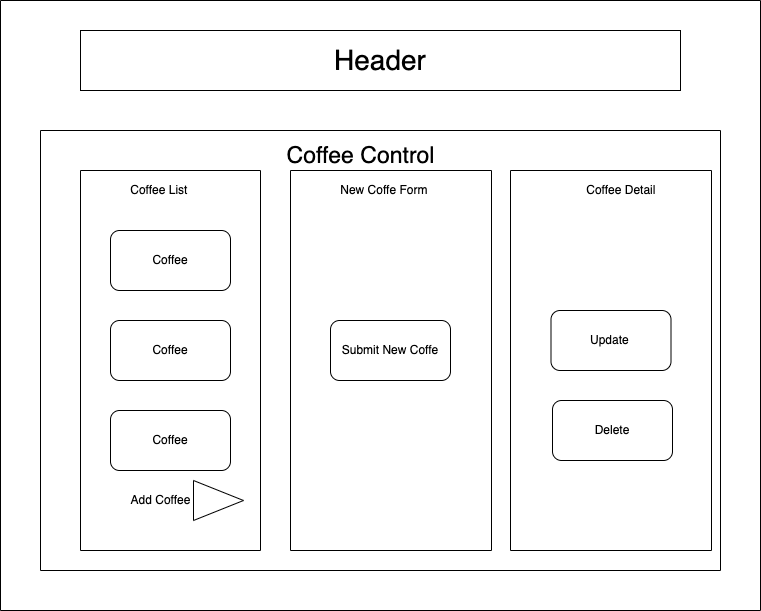 Header
Coffee Control
Coffee List
Coffee
Coffee
Coffee
Add Coffee
New Coffe Form
Submit New Coffe
Coffee Detail
Update
Delete